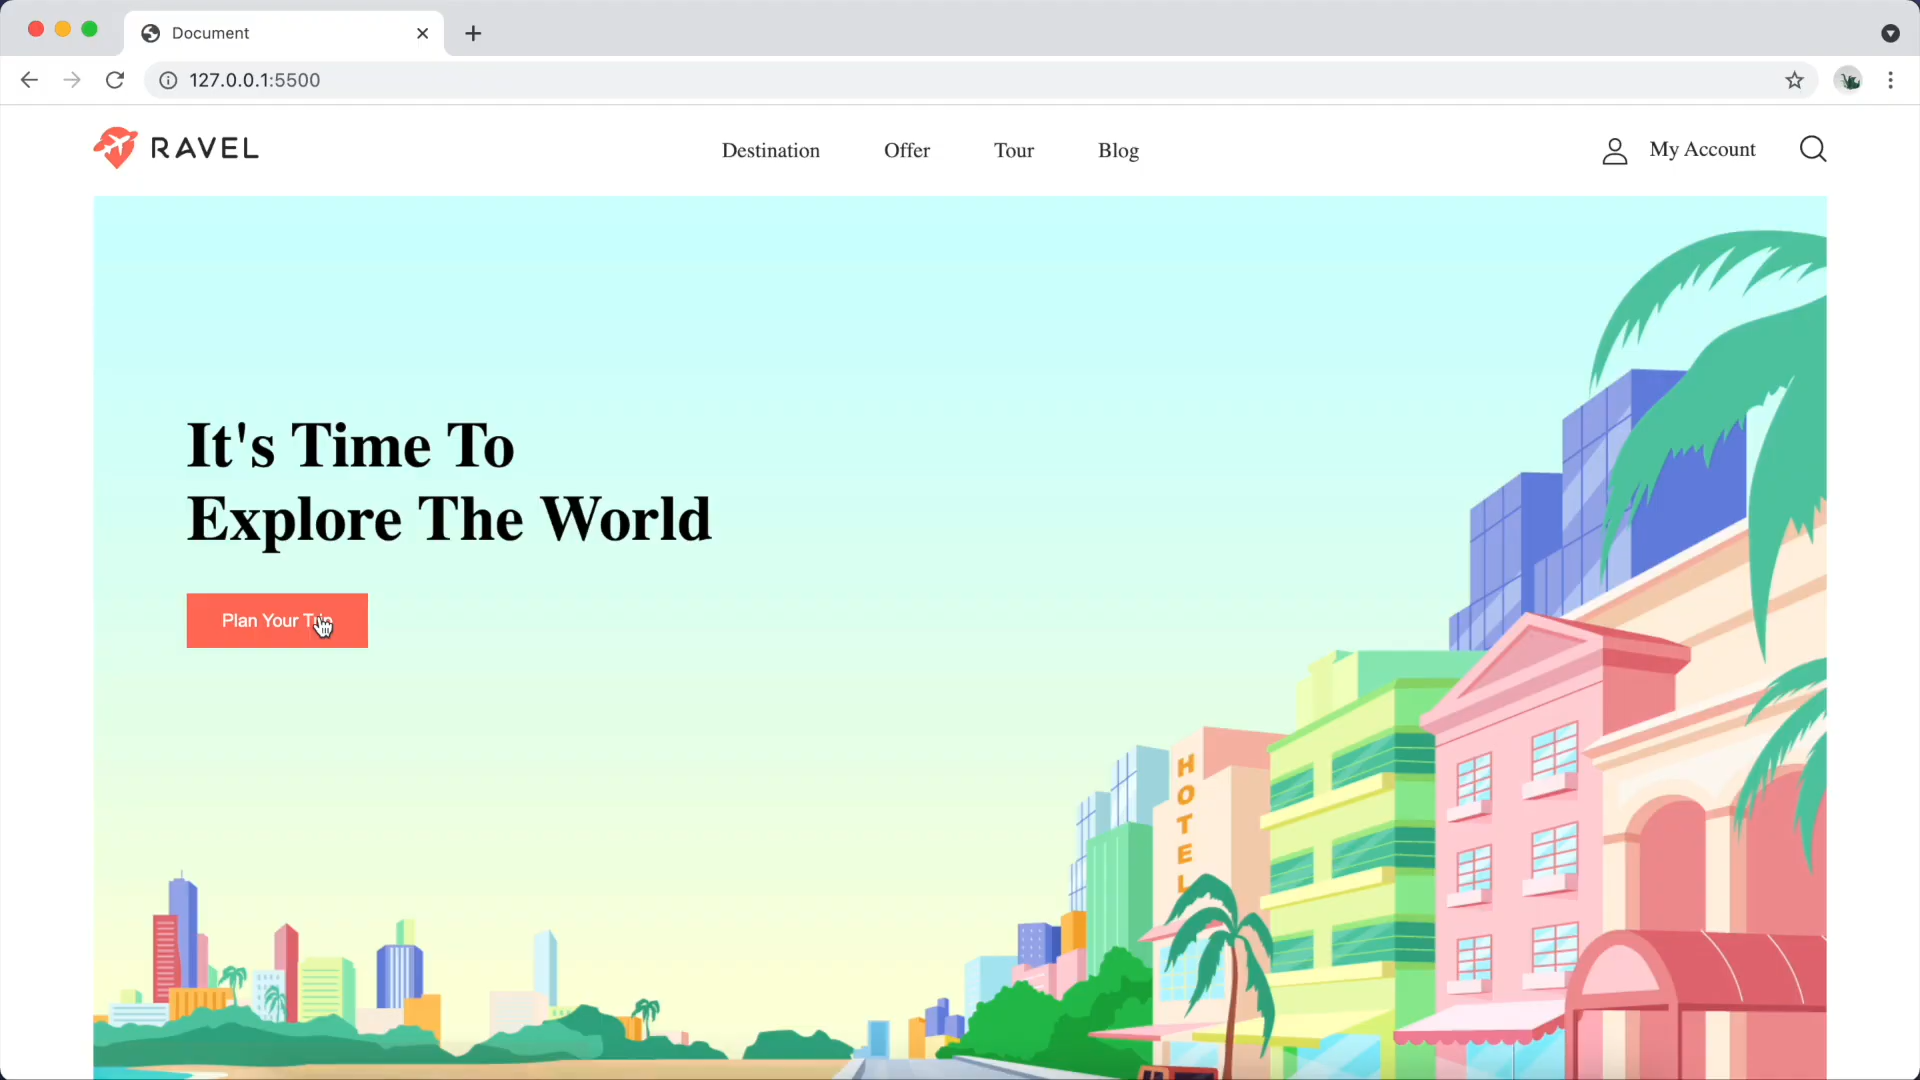 Document
127.0.0.1:5500
RAVEL
Destination
Offer
Tour
Blog
My Account
It's Time To
Explore The World
Plan Your
HOTEL